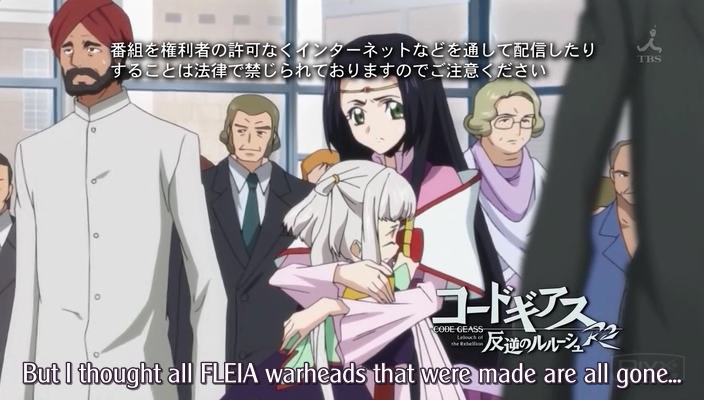 番組を権利者の許可なくインターネットなどを通して配信したり
することは法律で禁じられておりますのでご注意ください
TBS
コードギアス
CODE GEASS
Lelouch of
the Rebellion
反逆のルルーシュ R2
DivX
But I thought all FLEIA warheads that were made are all gone...